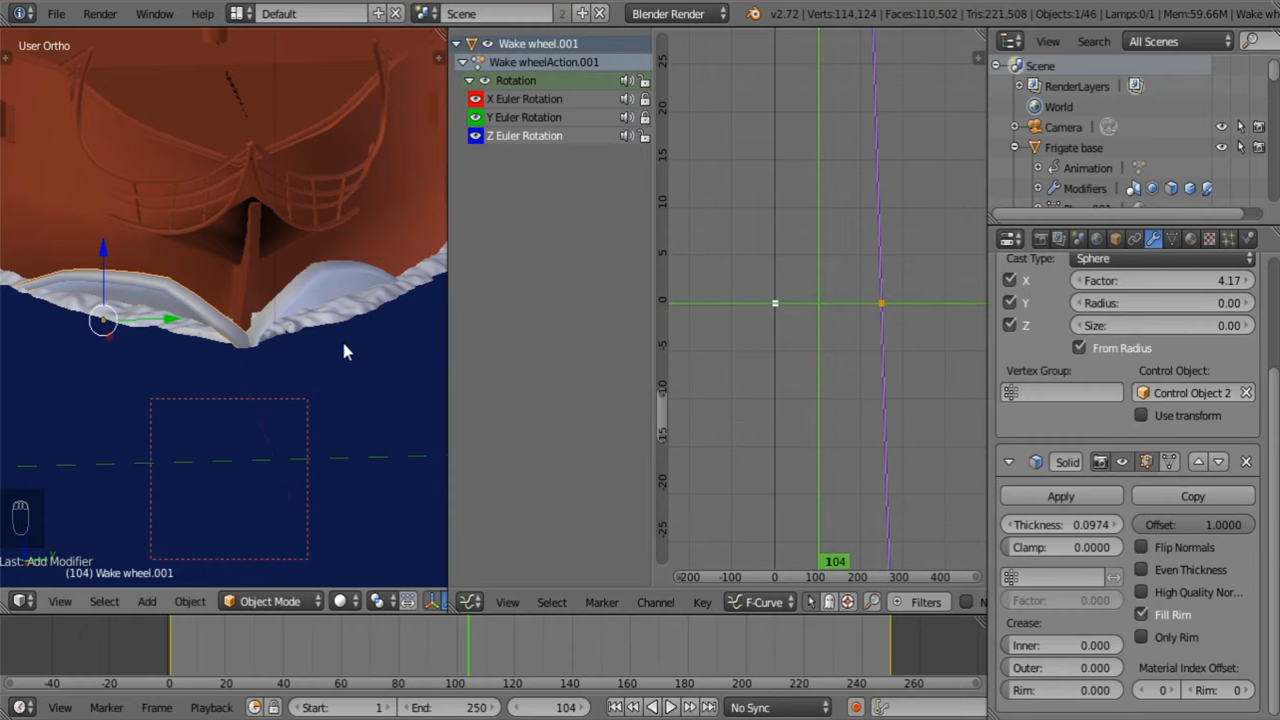 File Render Window Help Default Scene 2 Blender Render v2.72 | Verts:114,124 | Faces:110,502 | Tris:221,508 | Objects:1/46 | Lamps:0/1 | Mem:59.66M | Wake wh
User Ortho
Wake wheel.001
Wake wheelAction.001
Rotation
X Euler Rotation
Y Euler Rotation
Z Euler Rotation
25
20
15
10
5
0
-5
-10
-15
-20
-25
104
-200 -100 0 100 200 300 400
View Search All Scenes
Scene
RenderLayers
World
Camera
Frigate base
Animation
Modifiers
Cast Type: Sphere
X Factor: 4.17
Y Radius: 0.00
Z Size: 0.00
From Radius
Vertex Group: Control Object:
Control Object 2
Use transform
Solid
Apply Copy
Thickness: 0.0974 Offset: 1.0000
Clamp: 0.0000 Flip Normals
Even Thickness
Factor: 0.000 High Quality Nor...
Crease: Fill Rim
Inner: 0.000 Only Rim
Outer: 0.000 Material Index Offset:
Rim: 0.000 0 Rim: 0
Last: Add Modifier
(104) Wake wheel.001
View Select Add Object Object Mode
View Select Marker Channel Key F-Curve Filters N
-40 -20 0 20 40 60 80 100 120 140 160 180 200 220 240 260
View Marker Frame Playback Start: 1 End: 250 104 No Sync